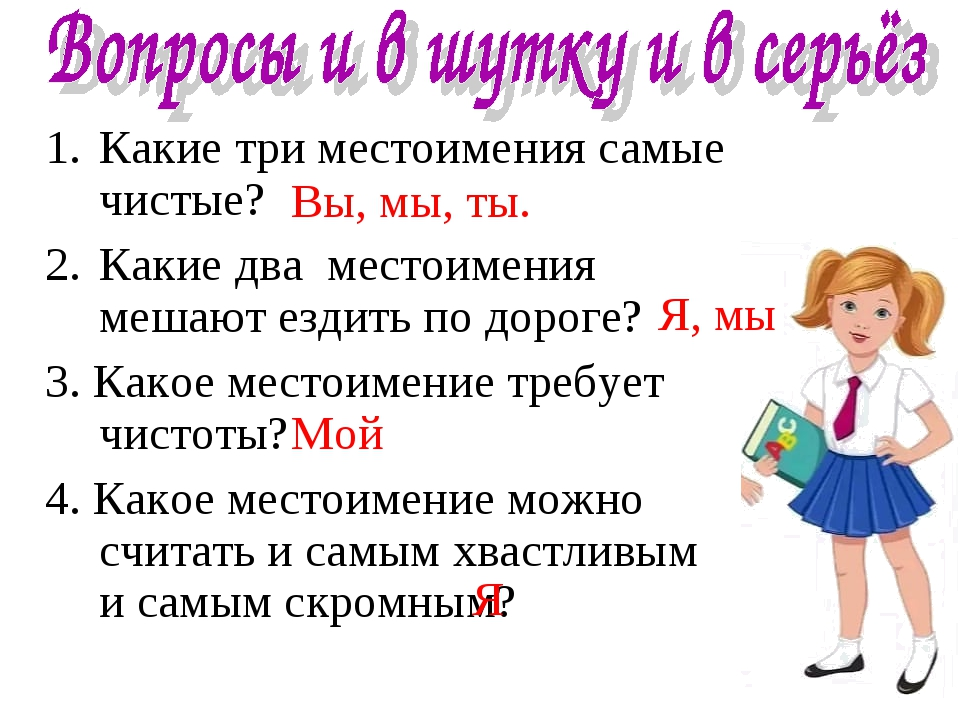 Вопросы и в шутку и в серьёз
1. Какие три местоимения самые
чистые? Вы, мы, ты.
2. Какие два местоимения
мешают ездить по дороге? Я, мы
3. Какое местоимение требует
чистоты? Мой
4. Какое местоимение можно
считать и самым хвастливым
и самым скромным? Я
ABC